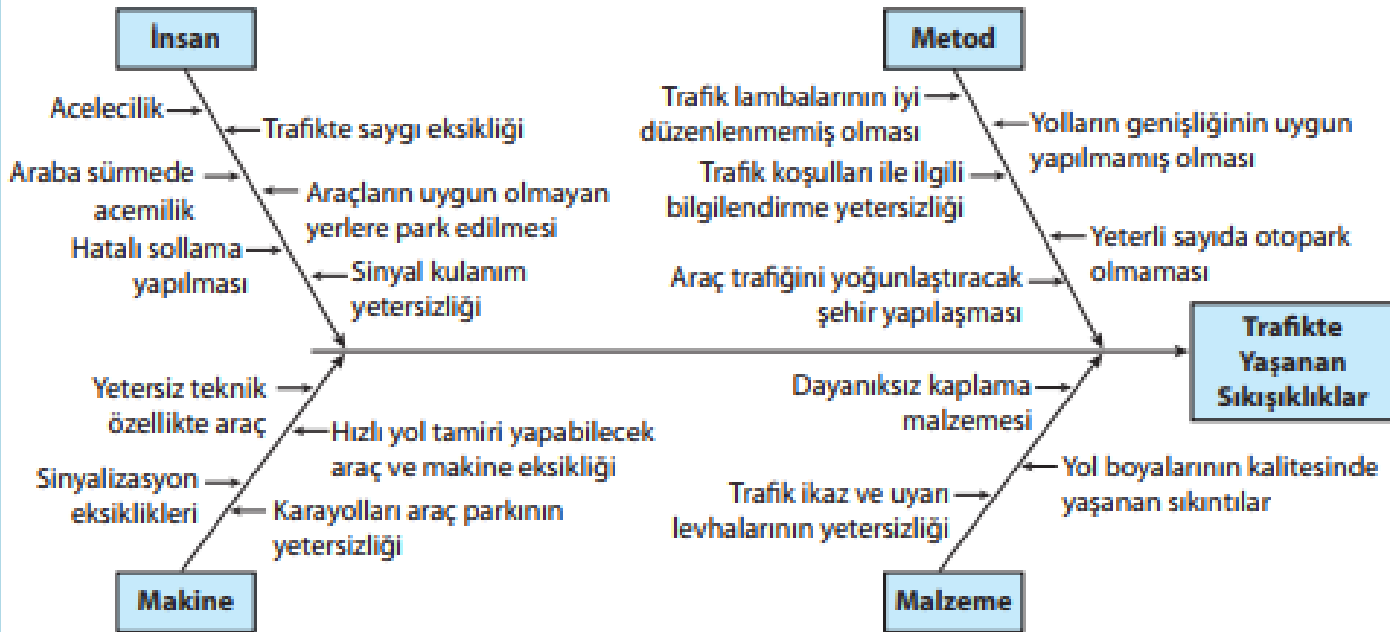 İnsan
Acelecilik
Trafikte saygı eksikliği
Araba sürmede
acemilik
Araçların uygun olmayan
yerlere park edilmesi
Hatalı sollama
yapılması
Sinyal kulanım
yetersizliği
Metod
Trafik lambalarının iyi
düzenlenmemiş olması
Yolların genişliğinin uygun
yapılmamış olması
Trafik koşulları ile ilgili
bilgilendirme yetersizliği
Yeterli sayıda otopark
olmaması
Araç trafiğini yoğunlaştıracak
şehir yapılaşması
Trafikte
Yaşanan
Sıkışıklıklar
Yetersiz teknik
özellikte araç
Hızlı yol tamiri yapabilecek
araç ve makine eksikliği
Sinyalizasyon
eksiklikleri
Karayolları araç parkının
yetersizliği
Makine
Dayanıksız kaplama
malzemesi
Yol boyalarının kalitesinde
yaşanan sıkıntılar
Trafik ikaz ve uyarı
levhalarının yetersizliği
Malzeme